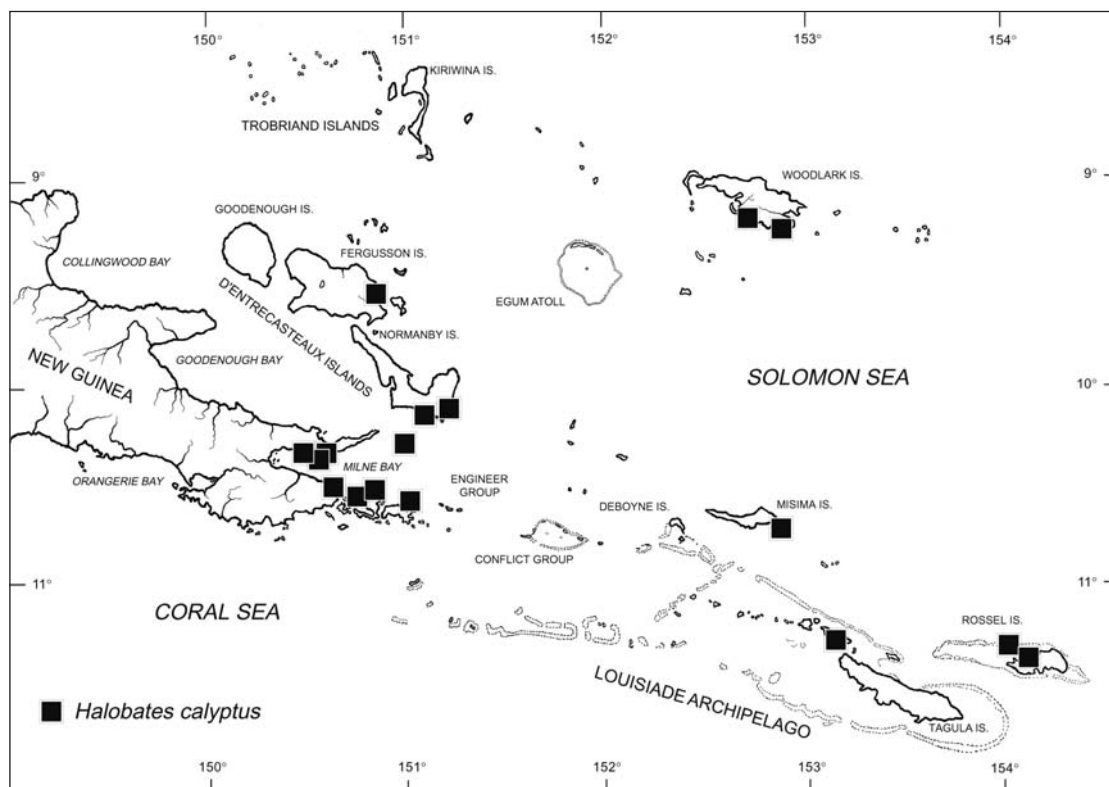 150°
151°
152°
153°
154°
KIRIWINA IS.
TROBRIAND ISLANDS
9°
9°
WOODLARK IS.
GOODENOUGH IS.
FERGUSSON IS.
COLLINGWOOD BAY
EGUM ATOLL
D'ENTRECASTEAUX ISLANDS
NORMANBY IS.
GOODENOUGH BAY
NEW GUINEA
SOLOMON SEA
10°
MILNE BAY
ORANGERIE BAY
ENGINEER
GROUP
DEBOYNE IS.
MISIMA IS.
CONFLICT GROUP
11°
11°
CORAL SEA
ROSSEL IS.
LOUISIADE ARCHIPELAGO
Halobates calyptus
TAGULA IS.
150°
151°
152°
153°
154°